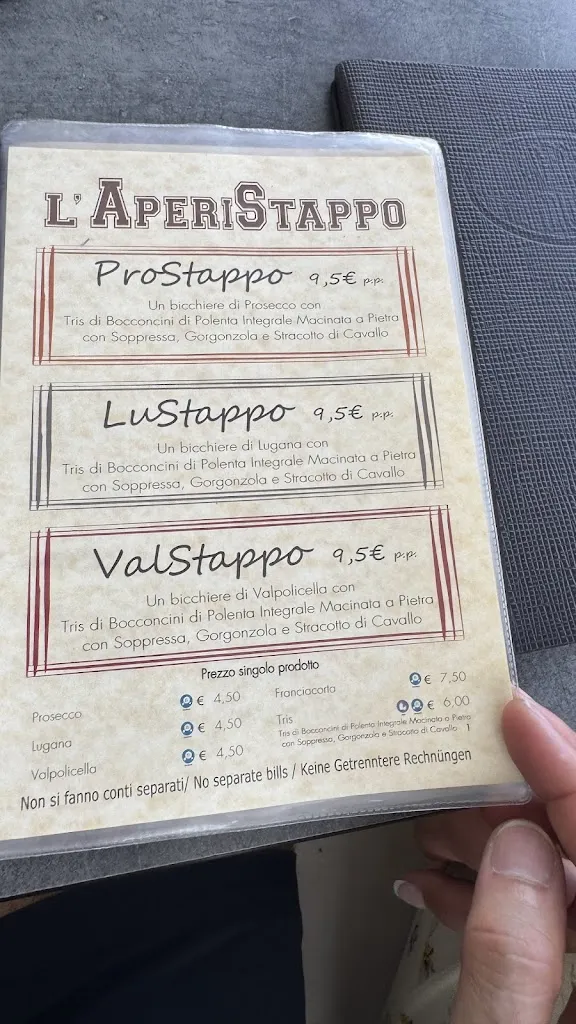 L'APERISTAPPO
ProStappo 9,5€ p.p.
Un bicchiere di Prosecco con
Tris di Bocconcini di Polenta Integrale Macinata a Pietra
con Soppressa, Gorgonzola e Stracotto di Cavallo
LuStappo 9,5€ p.p.
Un bicchiere di Lugana con
Tris di Bocconcini di Polenta Integrale Macinata a Pietra
con Soppressa, Gorgonzola e Stracotto di Cavallo
ValStappo 9,5€ p.p.
Un bicchiere di Valpolicella con
Tris di Bocconcini di Polenta Integrale Macinata a Pietra
con Soppressa, Gorgonzola e Stracotto di Cavallo
Prezzo singolo prodotto
Prosecco € 4,50
Lugana € 4,50
Valpolicella € 4,50
Franciacorta € 7,50
Tris € 6,00
Tris di Bocconcini di Polenta Integrale Macinata a Pietra
con Soppressa, Gorgonzola e Stracotto di Cavallo 1
Non si fanno conti separati/ No separate bills / Keine Getrenntere Rechnüngen